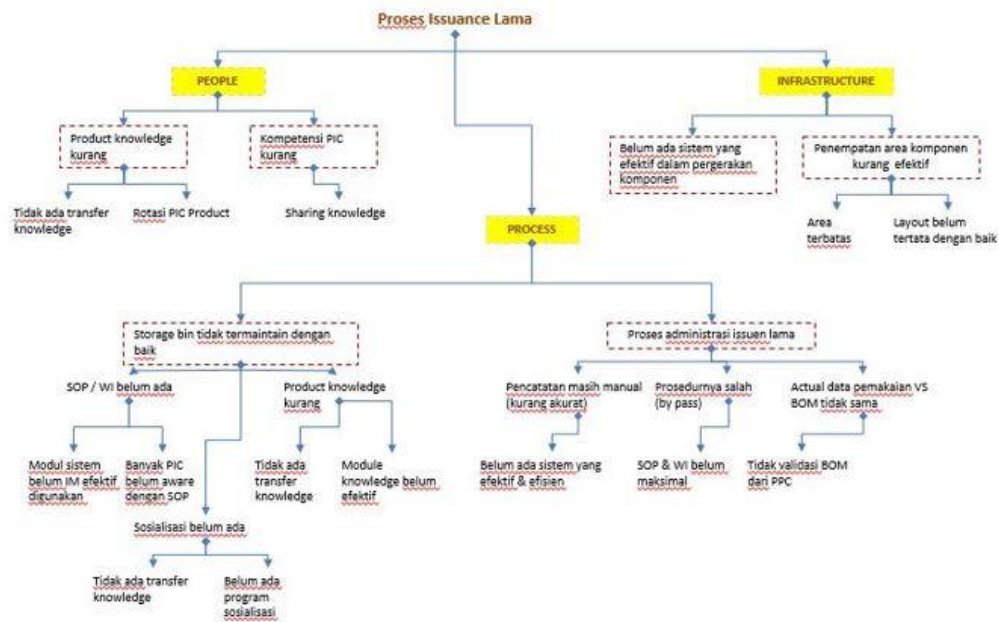 Proses Issuance Lama
PEOPLE
INFRASTRUCTURE
Product knowledge
kurang
Kompetensi PIC
kurang
Belum ada sistem yang
efektif dalam pergerakan
komponen
Penempatan area komponen
kurang efektif
Tidak ada transfer
knowledge
Rotasi PIC Product
Sharing knowledge
Area
terbatas
Layout belum
tertata dengan baik
PROCESS
Storage bin tidak termaintain dengan
baik
Proses administrasi issuen lama
SOP / WI belum ada
Product knowledge
kurang
Pencatatan masih manual
(kurang akurat)
Prosedurnya salah
(by pass)
Actual data pemakaian VS
BOM tidak sama
Modul sistem
belum IM efektif
digunakan
Banyak PIC
belum aware
dengan SOP
Tidak ada
transfer
knowledge
Module
knowledge belum
efektif
Belum ada sistem yang
efektif & efisien
SOP & WI belum
maksimal
Tidak validasi BOM
dari PPC
Sosialisasi belum ada
Tidak ada transfer
knowledge
Belum ada
program
sosialisasi